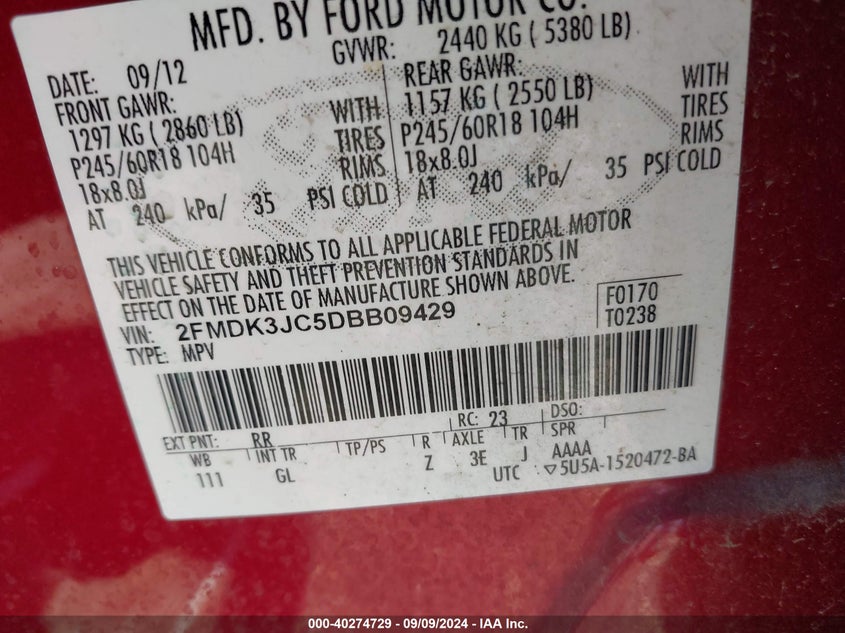 MFD. BY FORD MOTOR CO.
DATE: 09/12 GVWR: 2440 KG ( 5380 LB)
FRONT GAWR: REAR GAWR:
1297 KG ( 2860 LB) WITH 1157 KG ( 2550 LB) WITH
P245/60R18 104H TIRES P245/60R18 104H TIRES
18x8.0J RIMS 18x8.0J RIMS
AT 240 kPa/ 35 PSI COLD AT 240 kPa/ 35 PSI COLD
THIS VEHICLE CONFORMS TO ALL APPLICABLE FEDERAL MOTOR
VEHICLE SAFETY AND THEFT PREVENTION STANDARDS IN
EFFECT ON THE DATE OF MANUFACTURE SHOWN ABOVE.
VIN: 2FMDK3JC5DBB09429 F0170
TYPE: MPV T0238
EXT PNT: RR RC: 23 DSO:
WB INT TR TP/PS R AXLE TR SPR
111 GL Z 3E J AAAA
UTC ▽5U5A-1520472-BA
000-40274729 - 09/09/2024 - IAA Inc.